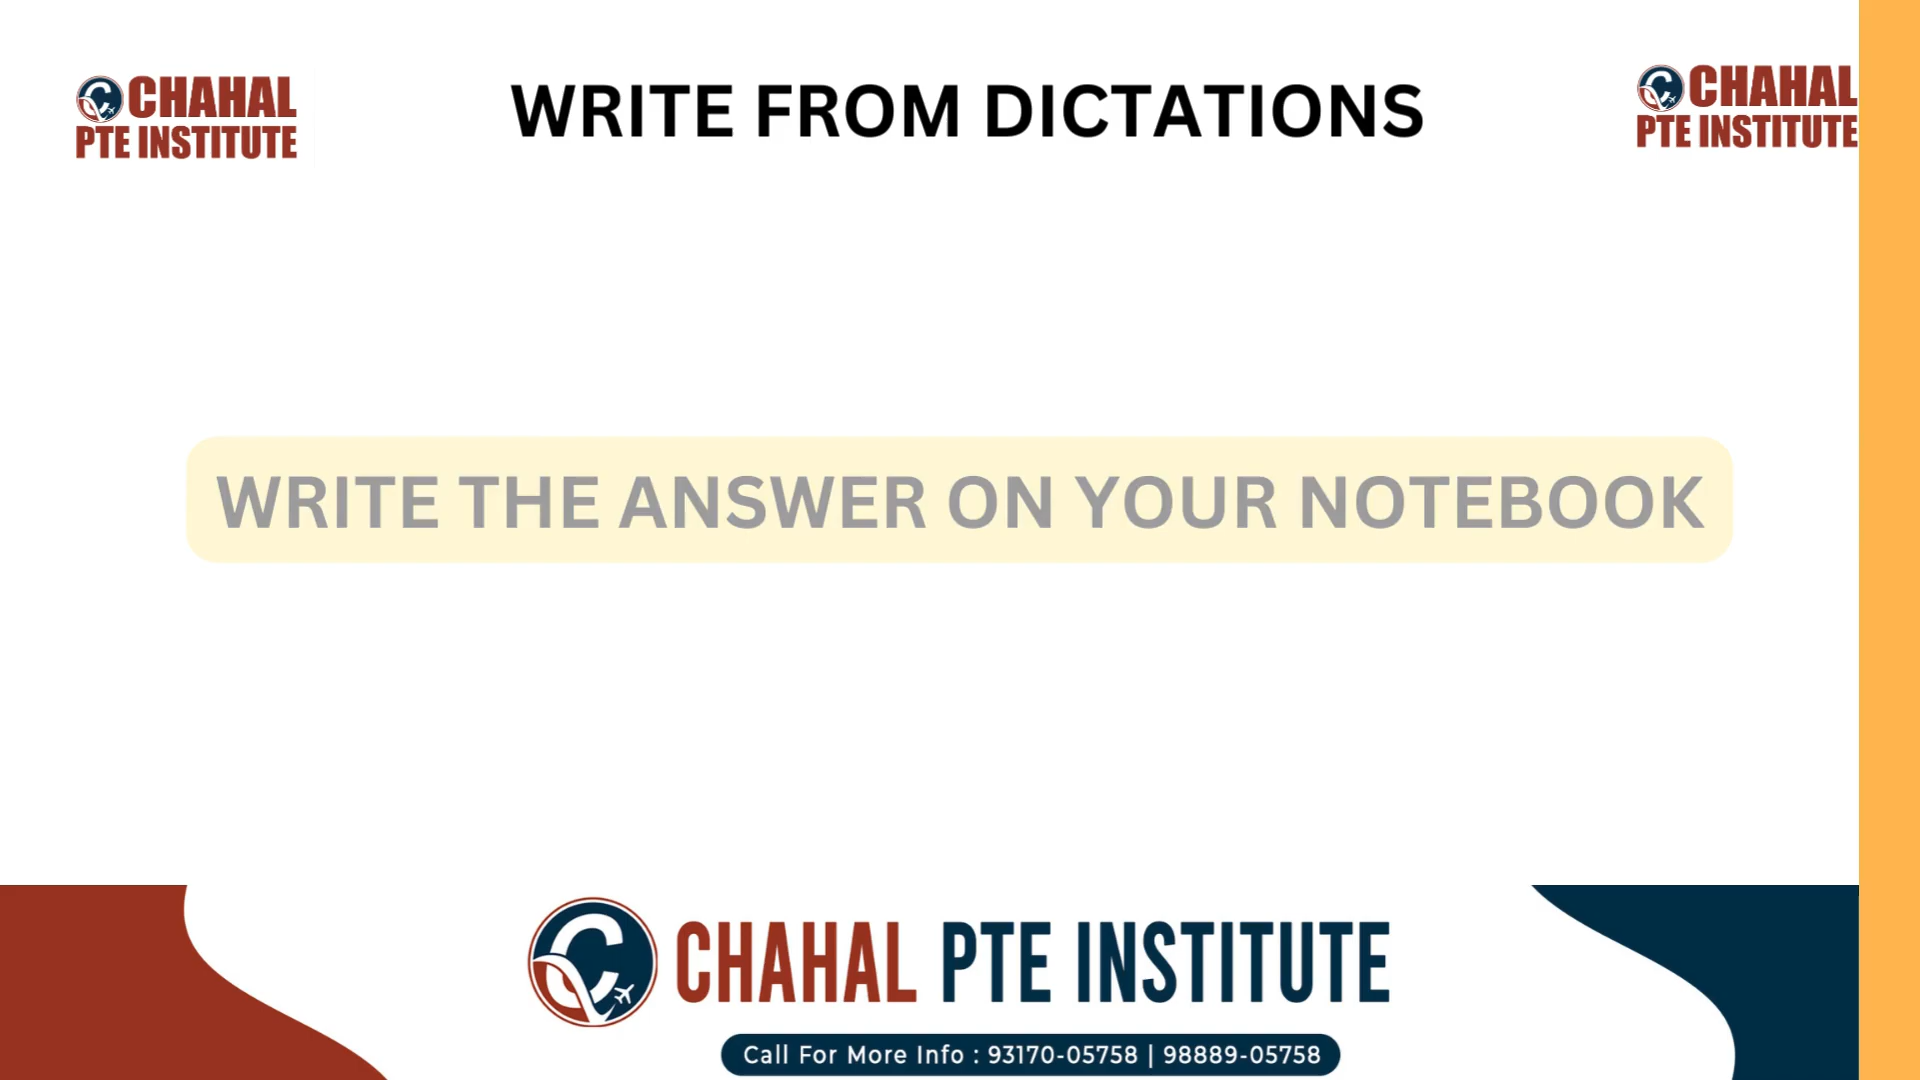 CHAHAL
PTE INSTITUTE
WRITE FROM DICTATIONS
CHAHAL
PTE INSTITUTE
WRITE THE ANSWER ON YOUR NOTEBOOK
CHAHAL PTE INSTITUTE
Call For More Info : 93170-05758 | 98889-05758